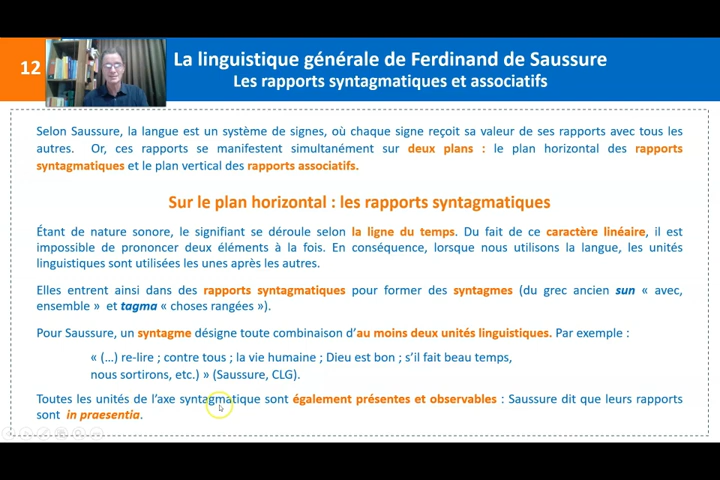 12
La linguistique générale de Ferdinand de Saussure
Les rapports syntagmatiques et associatifs
Selon Saussure, la langue est un système de signes, où chaque signe reçoit sa valeur de ses rapports avec tous les
autres. Or, ces rapports se manifestent simultanément sur deux plans : le plan horizontal des rapports
syntagmatiques et le plan vertical des rapports associatifs.
Sur le plan horizontal : les rapports syntagmatiques
Étant de nature sonore, le signifiant se déroule selon la ligne du temps. Du fait de ce caractère linéaire, il est
impossible de prononcer deux éléments à la fois. En conséquence, lorsque nous utilisons la langue, les unités
linguistiques sont utilisées les unes après les autres.
Elles entrent ainsi dans des rapports syntagmatiques pour former des syntagmes (du grec ancien sun « avec,
ensemble » et tagma « choses rangées »).
Pour Saussure, un syntagme désigne toute combinaison d'au moins deux unités linguistiques. Par exemple :
« (…) re-lire ; contre tous ; la vie humaine ; Dieu est bon ; s'il fait beau temps,
nous sortirons, etc.) » (Saussure, CLG).
Toutes les unités de l'axe syntagmatique sont également présentes et observables : Saussure dit que leurs rapports
sont in praesentia.